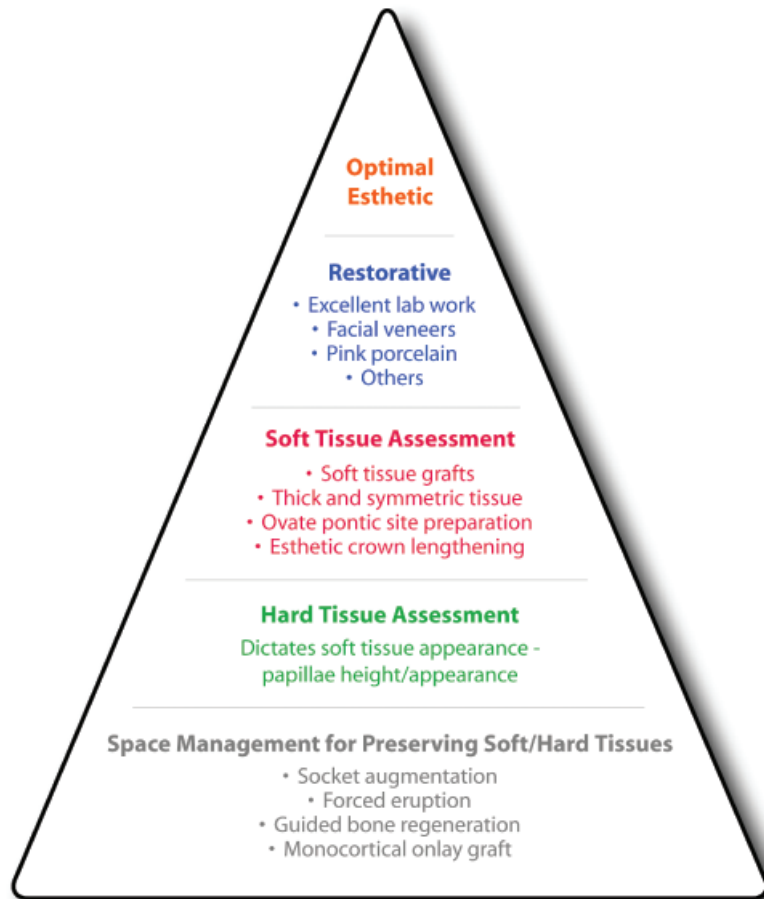 Optimal
Esthetic
Restorative
• Excellent lab work
• Facial veneers
• Pink porcelain
• Others
Soft Tissue Assessment
• Soft tissue grafts
• Thick and symmetric tissue
• Ovate pontic site preparation
• Esthetic crown lengthening
Hard Tissue Assessment
Dictates soft tissue appearance -
papillae height/appearance
Space Management for Preserving Soft/Hard Tissues
• Socket augmentation
• Forced eruption
• Guided bone regeneration
• Monocortical onlay graft